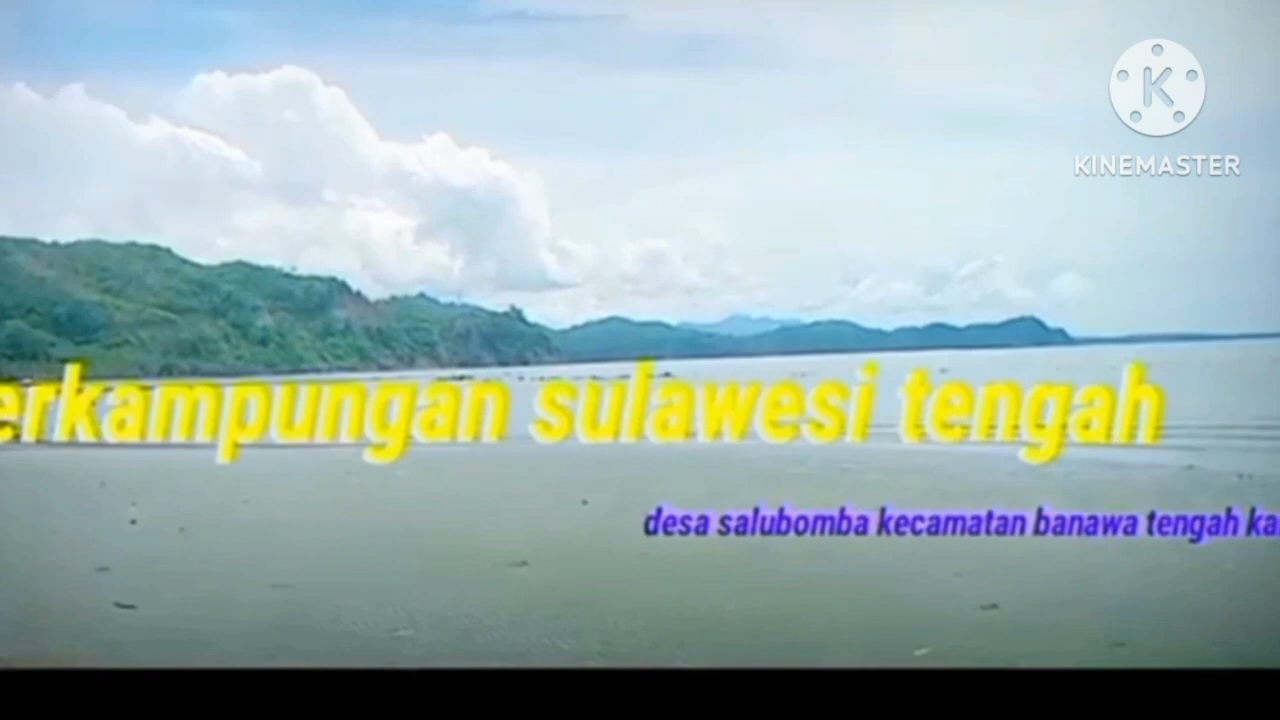 KINEMASTER
erkampungan sulawesi tengah
desa salubomba kecamatan banawa tengah ka